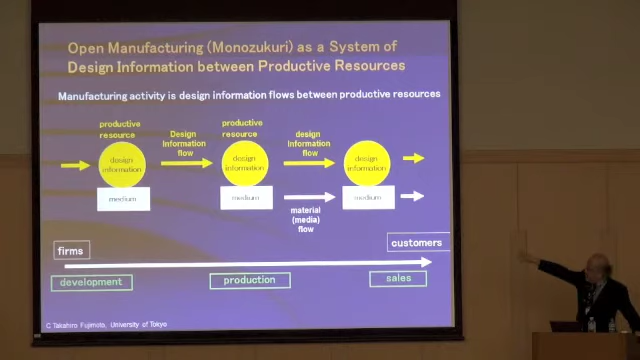 Open Manufacturing (Monozukuri) as a System of
Design Information between Productive Resources
Manufacturing activity is design information flows between productive resources
productive
resource
Design
Information
flow
productive
resource
design
Information
flow
design
information
design
information
design
information
medium
medium
medium
material
(media)
flow
firms
customers
development
production
sales
C Takahiro Fujimoto, University of Tokyo